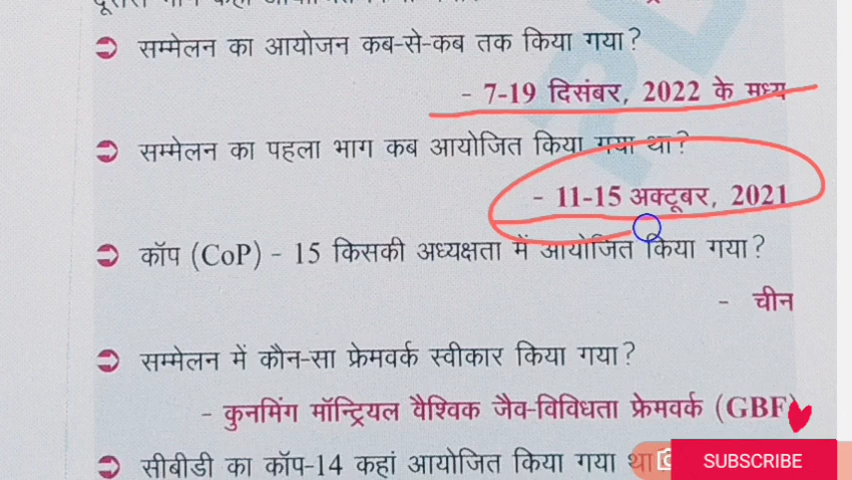 सम्मेलन का आयोजन कब-से-कब तक किया गया?
- 7-19 दिसंबर, 2022 के मध्य
सम्मेलन का पहला भाग कब आयोजित किया गया था?
- 11-15 अक्टूबर, 2021
कॉप (CoP) - 15 किसकी अध्यक्षता में आयोजित किया गया?
- चीन
सम्मेलन में कौन-सा फ्रेमवर्क स्वीकार किया गया?
- कुनमिंग मॉन्ट्रियल वैश्विक जैव-विविधता फ्रेमवर्क (GBF)
सीबीडी का कॉप-14 कहां आयोजित किया गया था
SUBSCRIBE